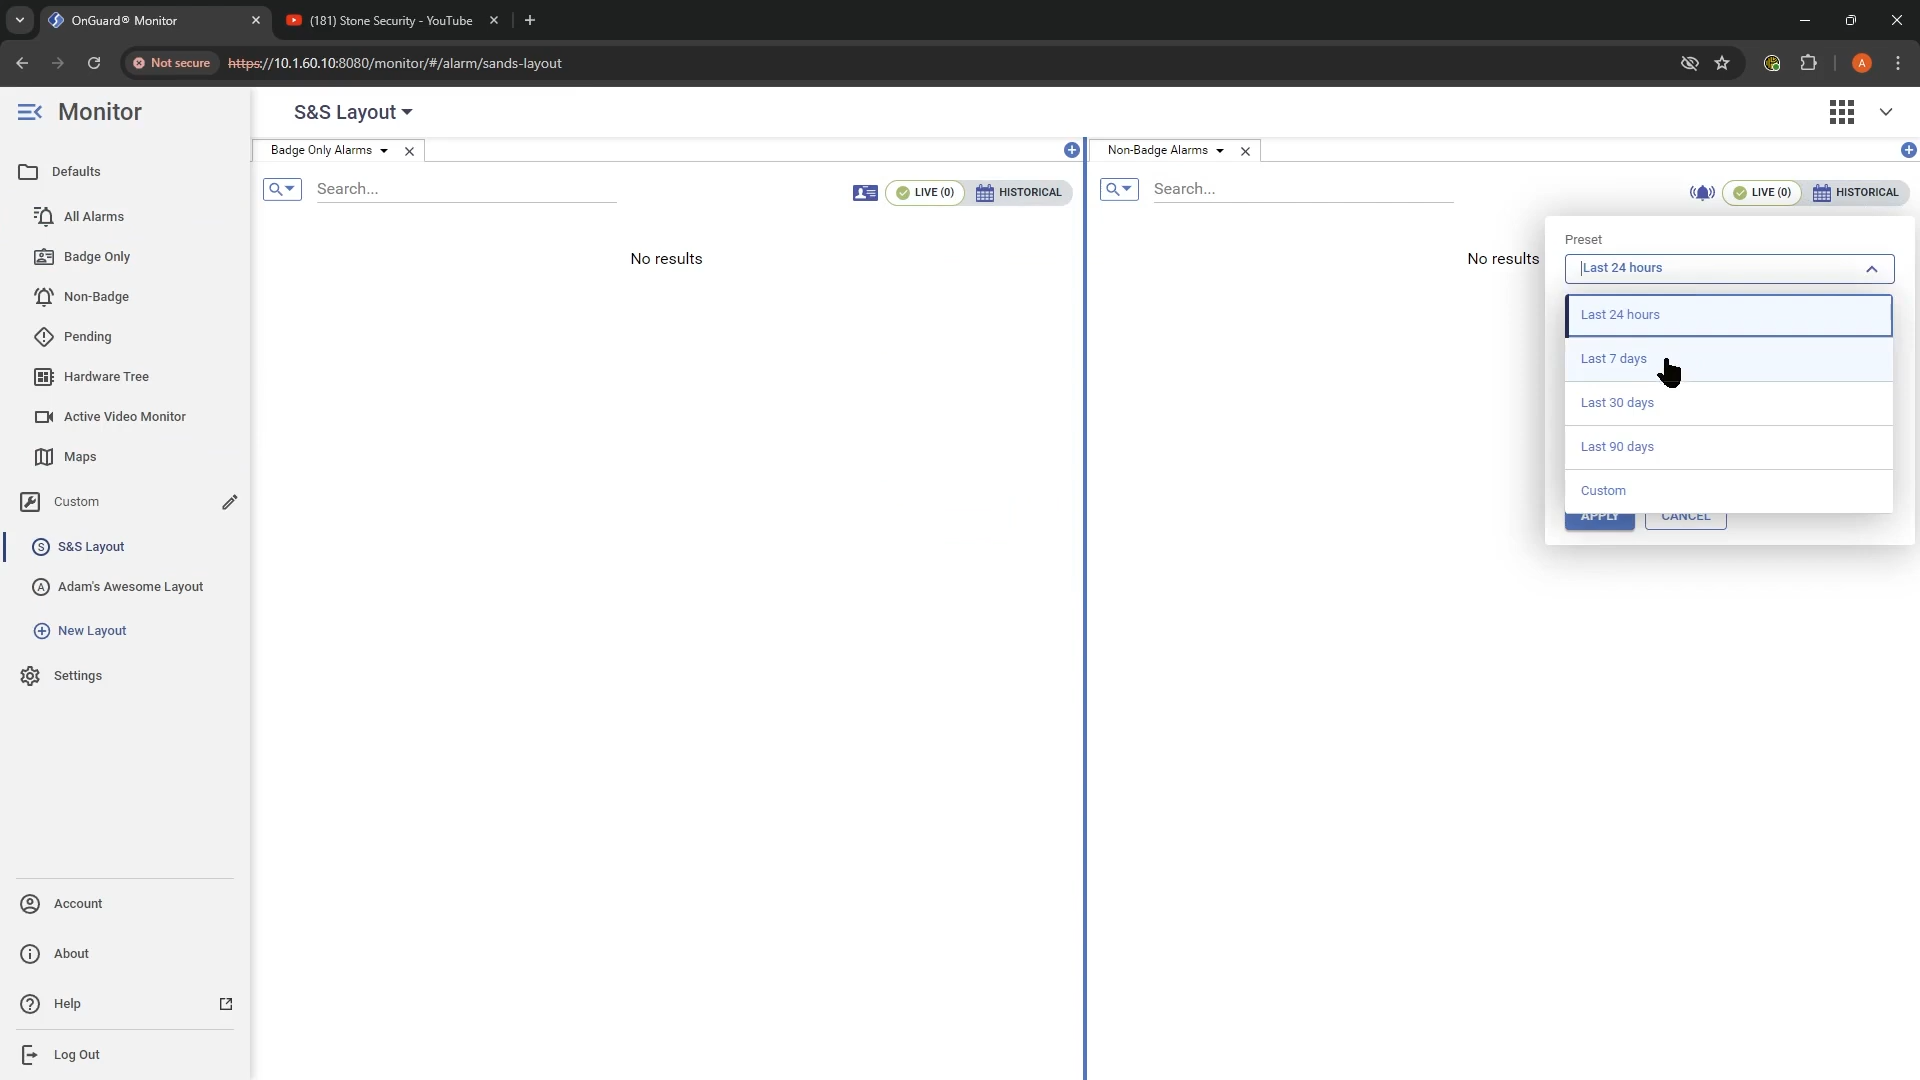 OnGuard® Monitor
(181) Stone Security - YouTube
Not secure
https://10.1.60.10:8080/monitor/#/alarm/sands-layout
A
Monitor
S&S Layout
Defaults
All Alarms
Badge Only
Non-Badge
Pending
Hardware Tree
Active Video Monitor
Maps
Custom
S
S&S Layout
A
Adam's Awesome Layout
New Layout
Settings
Account
About
Help
Log Out
Badge Only Alarms
Search...
LIVE (0)
HISTORICAL
No results
Non-Badge Alarms
Search...
LIVE (0)
HISTORICAL
No results
Preset
Last 24 hours
Last 24 hours
Last 7 days
Last 30 days
Last 90 days
Custom
APPLY
CANCEL